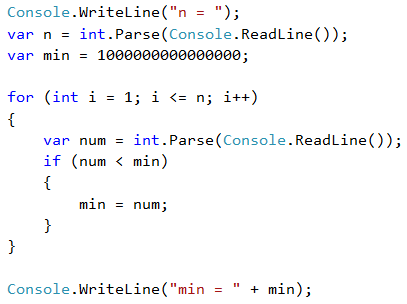 Console.WriteLine("n = ");
var n = int.Parse(Console.ReadLine());
var min = 1000000000000000;
for (int i = 1; i <= n; i++)
{
var num = int.Parse(Console.ReadLine());
if (num < min)
{
min = num;
}
}
Console.WriteLine("min = " + min);